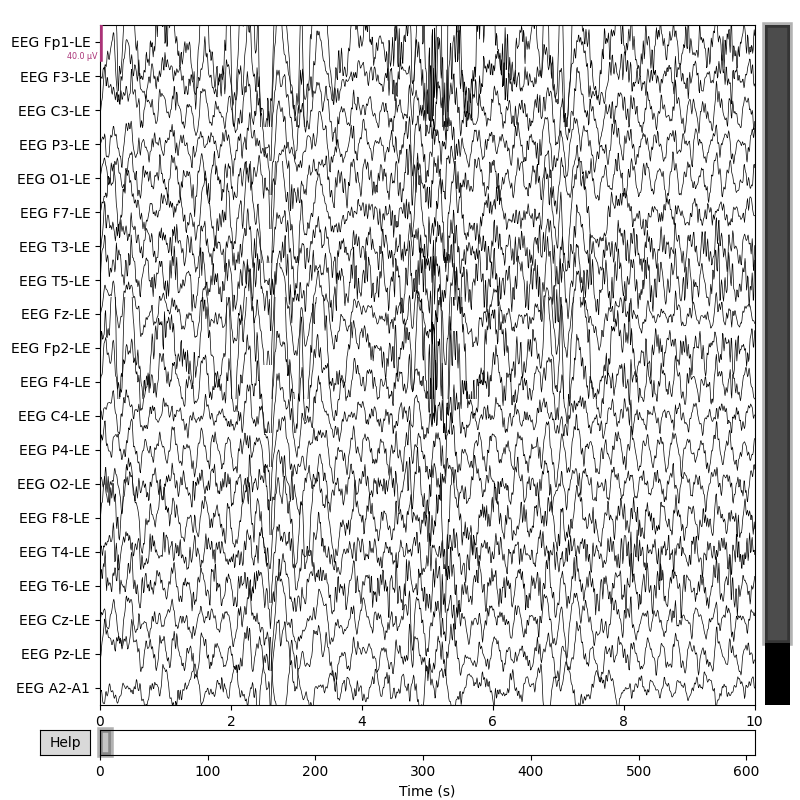 EEG Fp1-LE
40.0 µV
EEG F3-LE
EEG C3-LE
EEG P3-LE
EEG O1-LE
EEG F7-LE
EEG T3-LE
EEG T5-LE
EEG Fz-LE
EEG Fp2-LE
EEG F4-LE
EEG C4-LE
EEG P4-LE
EEG O2-LE
EEG F8-LE
EEG T4-LE
EEG T6-LE
EEG Cz-LE
EEG Pz-LE
EEG A2-A1
0 2 4 6 8 10
Help
0 100 200 300 400 500 600
Time (s)